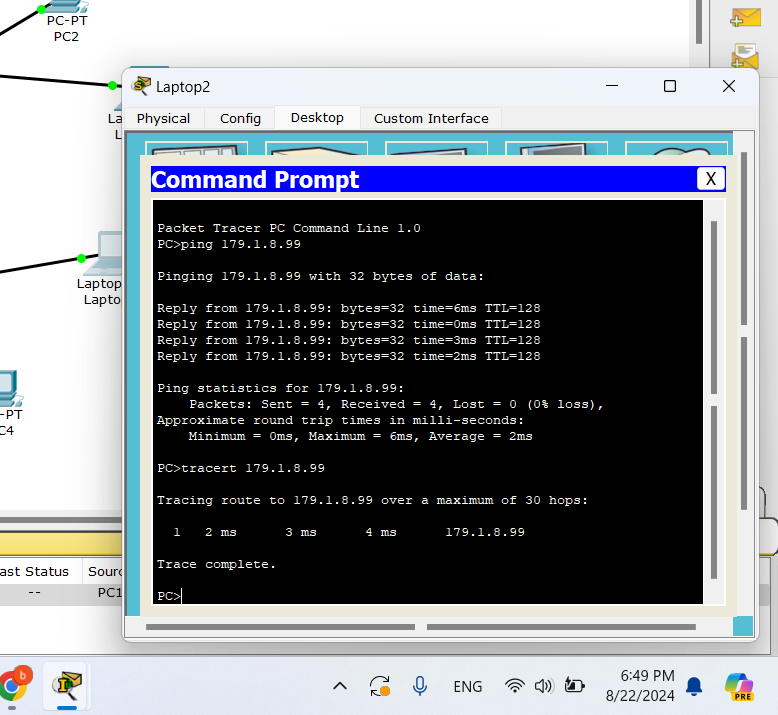 PC-PT
PC2
Laptop2
Physical
Config
Desktop
Custom Interface
Command Prompt
X
Packet Tracer PC Command Line 1.0
PC>ping 179.1.8.99
Pinging 179.1.8.99 with 32 bytes of data:
Reply from 179.1.8.99: bytes=32 time=6ms TTL=128
Reply from 179.1.8.99: bytes=32 time=0ms TTL=128
Reply from 179.1.8.99: bytes=32 time=3ms TTL=128
Reply from 179.1.8.99: bytes=32 time=2ms TTL=128
Ping statistics for 179.1.8.99:
Packets: Sent = 4, Received = 4, Lost = 0 (0% loss),
Approximate round trip times in milli-seconds:
Minimum = 0ms, Maximum = 6ms, Average = 2ms
PC>tracert 179.1.8.99
Tracing route to 179.1.8.99 over a maximum of 30 hops:
1 2 ms 3 ms 4 ms 179.1.8.99
Trace complete.
PC>
La
L
Laptop
Lapto
-PT
C4
ast Status Sourc
-- PC1
b
ENG
6:49 PM
8/22/2024
PRE